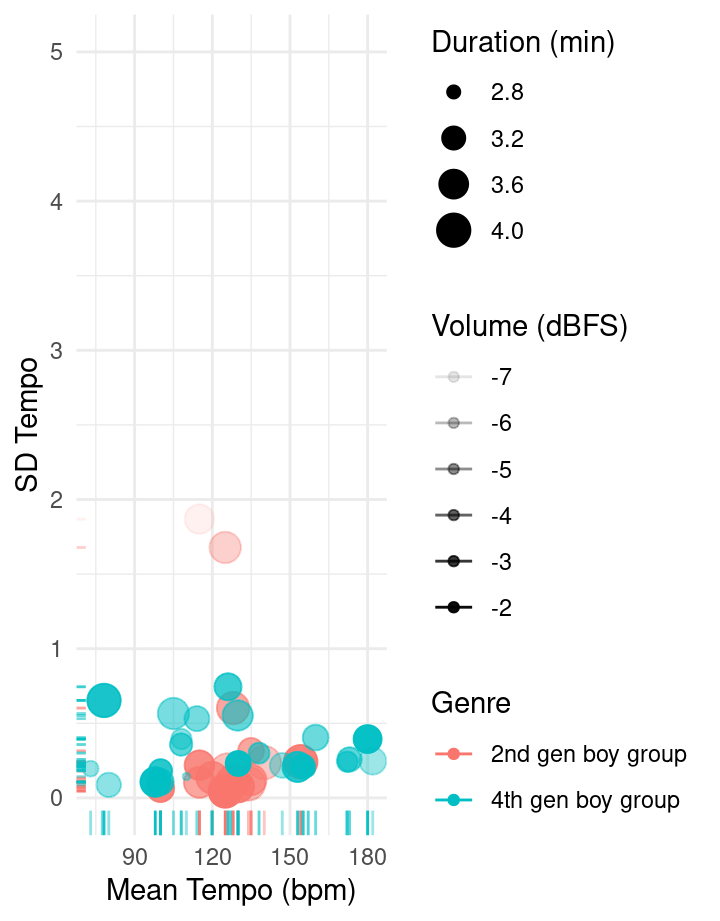 5
4
3
2
1
0
SD Tempo
90 120 150 180
Mean Tempo (bpm)
Duration (min)
2.8
3.2
3.6
4.0
Volume (dBFS)
-7
-6
-5
-4
-3
-2
Genre
2nd gen boy group
4th gen boy group